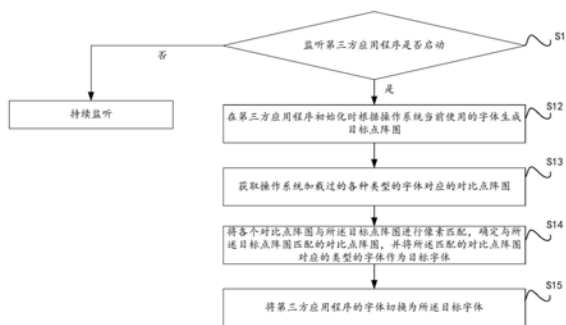 监听第三方应用程序是否启动
S1
否
是
持续监听
在第三方应用程序初始化时根据操作系统当前使用的字体生成
目标点阵图
S12
获取操作系统加载过的各种类型的字体对应的对比点阵图
S13
将各个对比点阵图与所述目标点阵图进行像素匹配，确定与所
述目标点阵图匹配的对比点阵图，并将所述匹配的对比点阵图
对应的类型的字体作为目标字体
S14
将第三方应用程序的字体切换为所述目标字体
S15